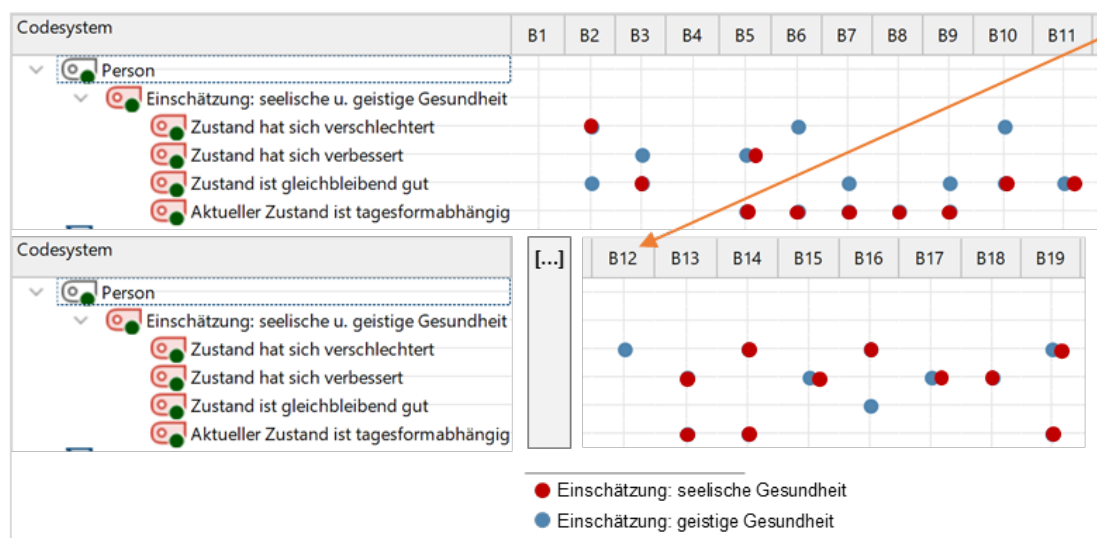 Codesystem B1 B2 B3 B4 B5 B6 B7 B8 B9 B10 B11
Person
Einschätzung: seelische u. geistige Gesundheit
Zustand hat sich verschlechtert
Zustand hat sich verbessert
Zustand ist gleichbleibend gut
Aktueller Zustand ist tagesformabhängig
Codesystem [...] B12 B13 B14 B15 B16 B17 B18 B19
Person
Einschätzung: seelische u. geistige Gesundheit
Zustand hat sich verschlechtert
Zustand hat sich verbessert
Zustand ist gleichbleibend gut
Aktueller Zustand ist tagesformabhängig
Einschätzung: seelische Gesundheit
Einschätzung: geistige Gesundheit